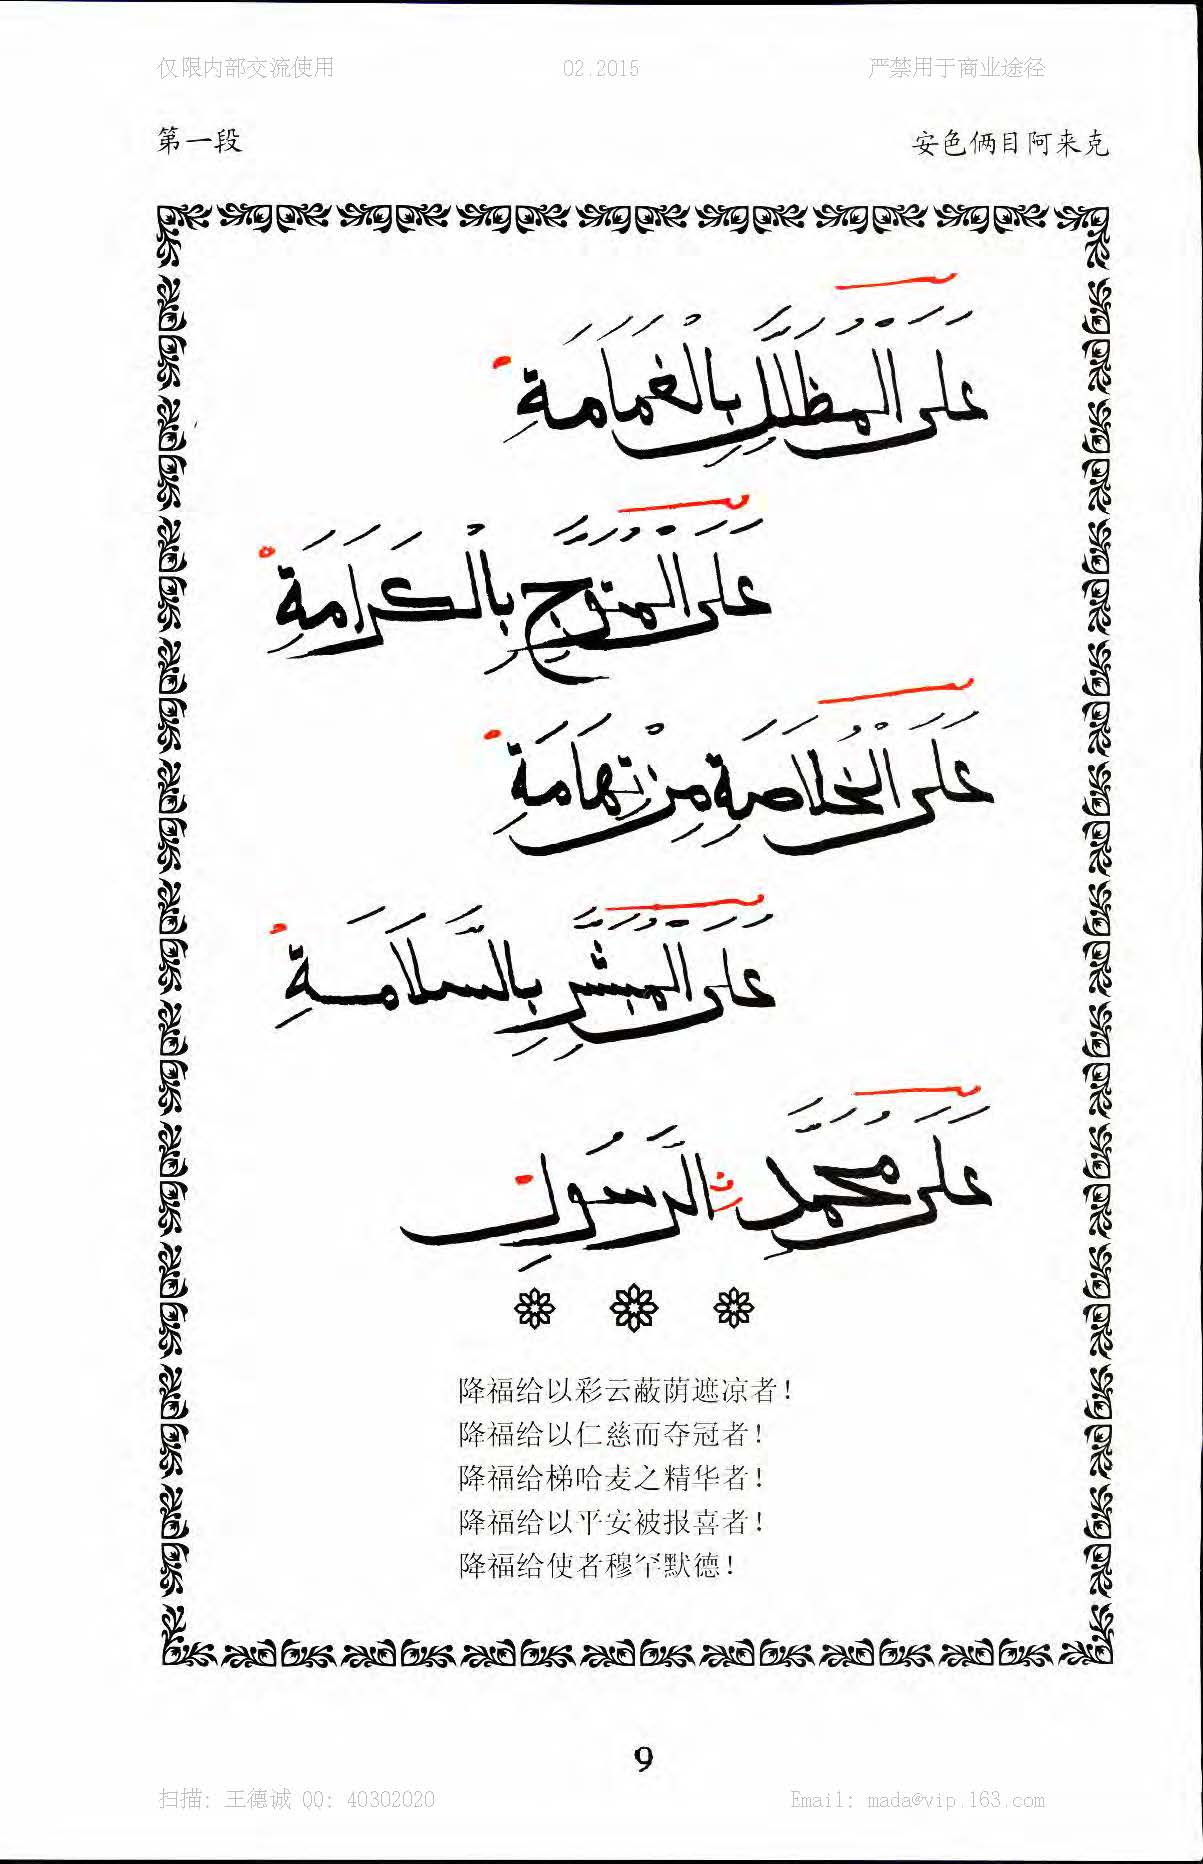 仅限内部交流使用 02.2015 严禁用于商业途径
第一段 安色俩目阿来克
عَلَى الْمُظَلَّلِ بِالْغَمَامَةِ
عَلَى الْمُتَوَّجِ بِالْكَرَامَةِ
عَلَى الْخُلَاصَةِ مِنْ تِهَامَةِ
عَلَى الْمُبَشَّرِ بِالسَّلَامَةِ
عَلَى مُحَمَّدِ الرَّسُولِ
降福给以彩云蔽荫遮凉者！
降福给以仁慈而夺冠者！
降福给梯哈麦之精华者！
降福给以平安被报喜者！
降福给使者穆罕默德！
9
扫描：王德诚 QQ：40302020 Email：mada@vip.163.com